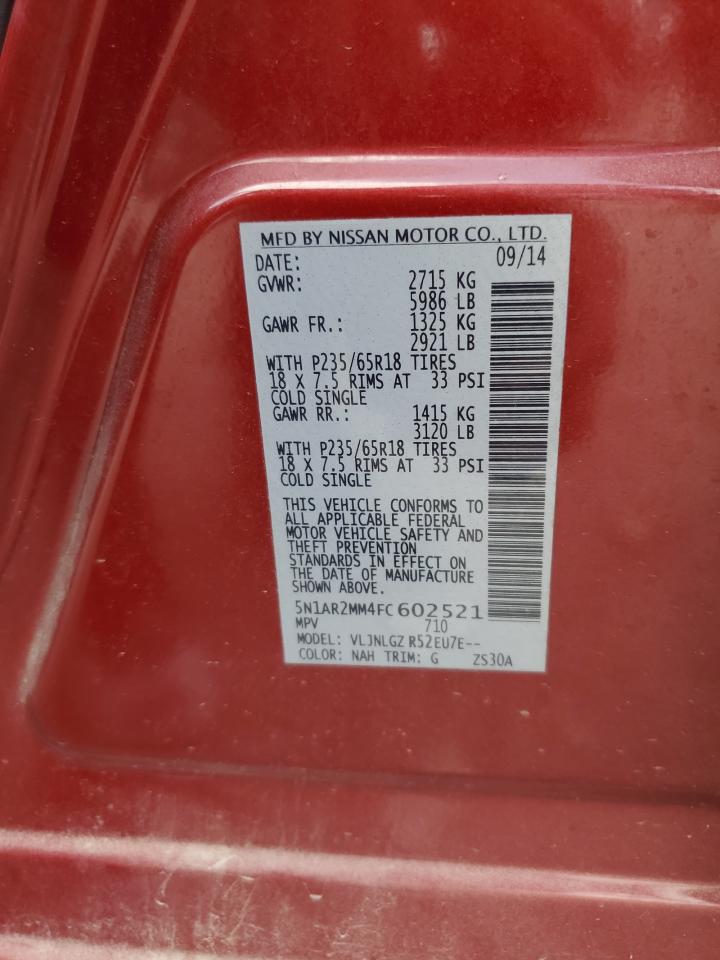 MFD BY NISSAN MOTOR CO., LTD.
DATE: 09/14
GVWR: 2715 KG
5986 LB
GAWR FR.: 1325 KG
2921 LB
WITH P235/65R18 TIRES
18 X 7.5 RIMS AT 33 PSI
COLD SINGLE
GAWR RR.: 1415 KG
3120 LB
WITH P235/65R18 TIRES
18 X 7.5 RIMS AT 33 PSI
COLD SINGLE
THIS VEHICLE CONFORMS TO
ALL APPLICABLE FEDERAL
MOTOR VEHICLE SAFETY AND
THEFT PREVENTION
STANDARDS IN EFFECT ON
THE DATE OF MANUFACTURE
SHOWN ABOVE.
5N1AR2MM4FC602521
MPV 710
MODEL: VLJNLGZ R52EU7E--
COLOR: NAH TRIM: G ZS30A